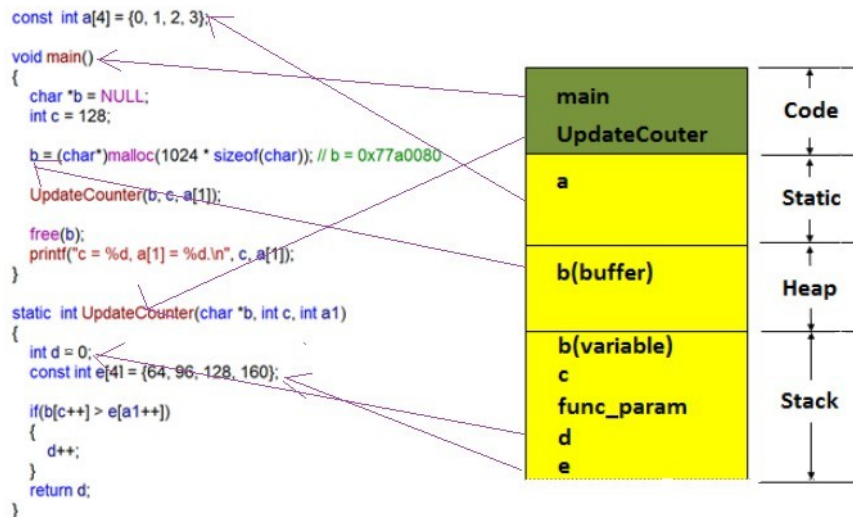 const int a[4] = {0, 1, 2, 3};
void main()
{
char *b = NULL;
int c = 128;
b = (char*)malloc(1024 * sizeof(char)); // b = 0x77a0080
UpdateCounter(b, c, a[1]);
free(b);
printf("c = %d, a[1] = %d.\n", c, a[1]);
}
static int UpdateCounter(char *b, int c, int a1)
{
int d = 0;
const int e[4] = {64, 96, 128, 160};
if(b[c++] > e[a1++])
{
d++;
}
return d;
}
main
UpdateCouter
Code
a
Static
b(buffer)
Heap
b(variable)
c
func_param
d
e
Stack